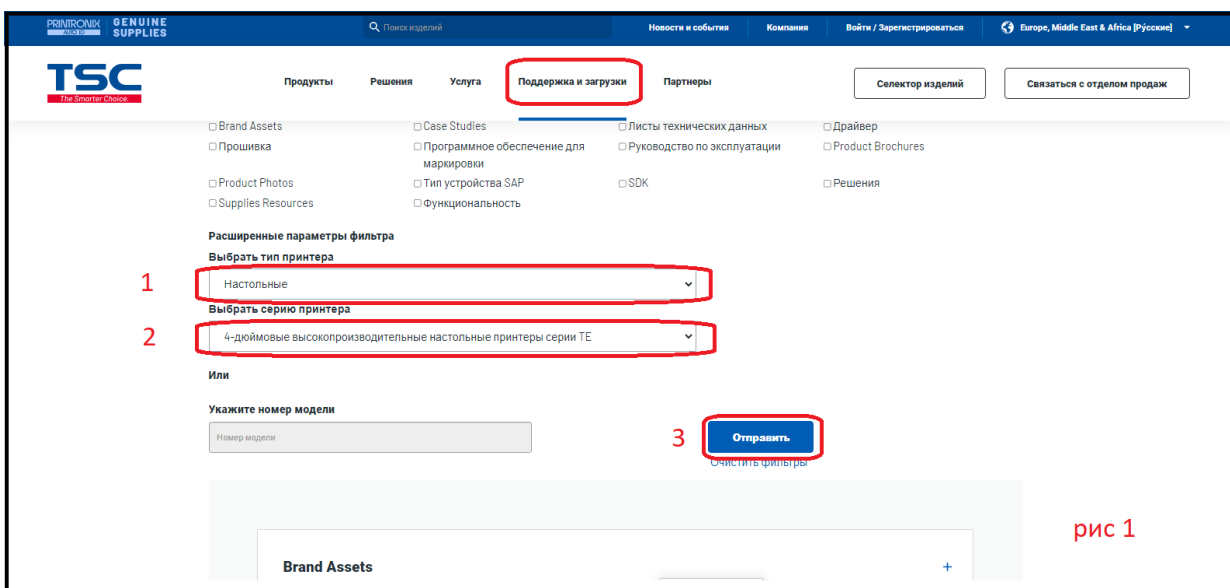 PRINTRONIX AUTO ID GENUINE SUPPLIES
Поиск изделий
Новости и события Компания Войти / Зарегистрироваться Europe, Middle East & Africa [Ру́сские]
TSC
The Smarter Choice.
Продукты Решения Услуга Поддержка и загрузки Партнеры Селектор изделий Связаться с отделом продаж
Brand Assets Case Studies Листы технических данных Драйвер
Прошивка Программное обеспечение для маркировки Руководство по эксплуатации Product Brochures
Product Photos Тип устройства SAP SDK Решения
Supplies Resources Функциональность
Расширенные параметры фильтра
Выбрать тип принтера
1 Настольные
Выбрать серию принтера
2 4-дюймовые высокопроизводительные настольные принтеры серии TE
Или
Укажите номер модели
Номер модели 3 Отправить
Очистить фильтры
рис 1
Brand Assets +